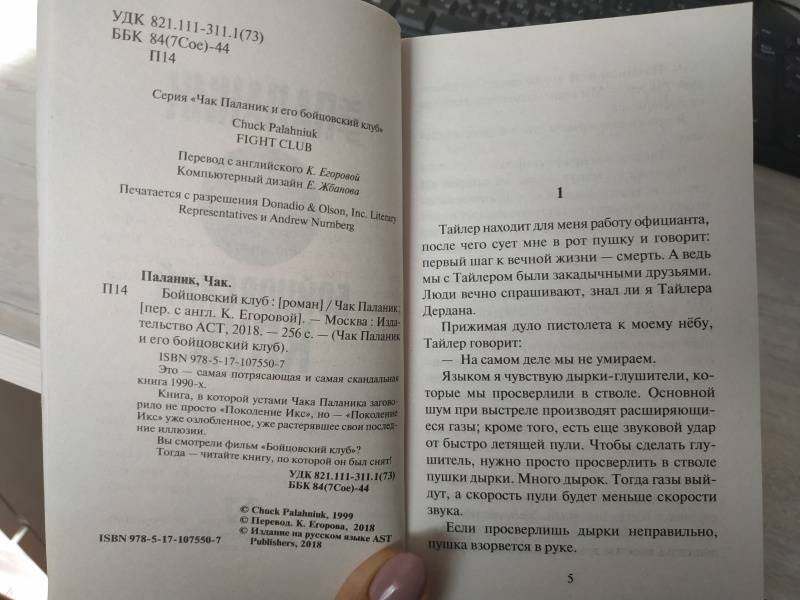 УДК 821.111-311.1(73)
ББК 84(7Сое)-44
П14
Серия «Чак Паланик и его бойцовский клуб»
Chuck Palahniuk
FIGHT CLUB
Перевод с английского К. Егоровой
Компьютерный дизайн Е. Жбанова
Печатается с разрешения Donadio & Olson, Inc. Literary
Representatives и Andrew Nurnberg
Паланик, Чак.
П14
Бойцовский клуб : [роман] / Чак Паланик ;
[пер. с англ. К. Егоровой]. — Москва : Изда-
тельство АСТ, 2018. — 256 с. — (Чак Паланик
и его бойцовский клуб).
ISBN 978-5-17-107550-7
Это — самая потрясающая и самая скандальная
книга 1990-х.
Книга, в которой устами Чака Паланика загово-
рило не просто «Поколение Икс», но — «Поколение
Икс» уже озлобленное, уже растерявшее свои послед-
ние иллюзии.
Вы смотрели фильм «Бойцовский клуб»?
Тогда — читайте книгу, по которой он был снят!
УДК 821.111-311.1(73)
ББК 84(7Сое)-44
© Chuck Palahniuk, 1999
© Перевод. К. Егорова, 2018
© Издание на русском языке AST
Publishers, 2018
ISBN 978-5-17-107550-7
1
Тайлер находит для меня работу официанта,
после чего сует мне в рот пушку и говорит:
первый шаг к вечной жизни — смерть. А ведь
мы с Тайлером были закадычными друзьями.
Люди вечно спрашивают, знал ли я Тайлера
Дердана.
Прижимая дуло пистолета к моему нёбу,
Тайлер говорит:
— На самом деле мы не умираем.
Языком я чувствую дырки-глушители, ко-
торые мы просверлили в стволе. Основной
шум при выстреле производят расширяющи-
еся газы; кроме того, есть еще звуковой удар
от быстро летящей пули. Чтобы сделать глу-
шитель, нужно просто просверлить в стволе
пушки дырки. Много дырок. Тогда газы вый-
дут, а скорость пули будет меньше скорости
звука.
Если просверлишь дырки неправильно,
пушка взорвется в руке.
5